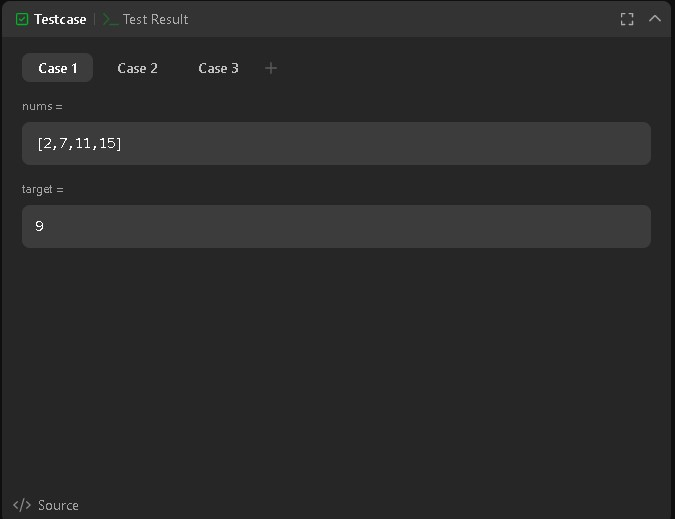 Testcase | >_ Test Result
Case 1 Case 2 Case 3 +
nums =
[2,7,11,15]
target =
9
</> Source